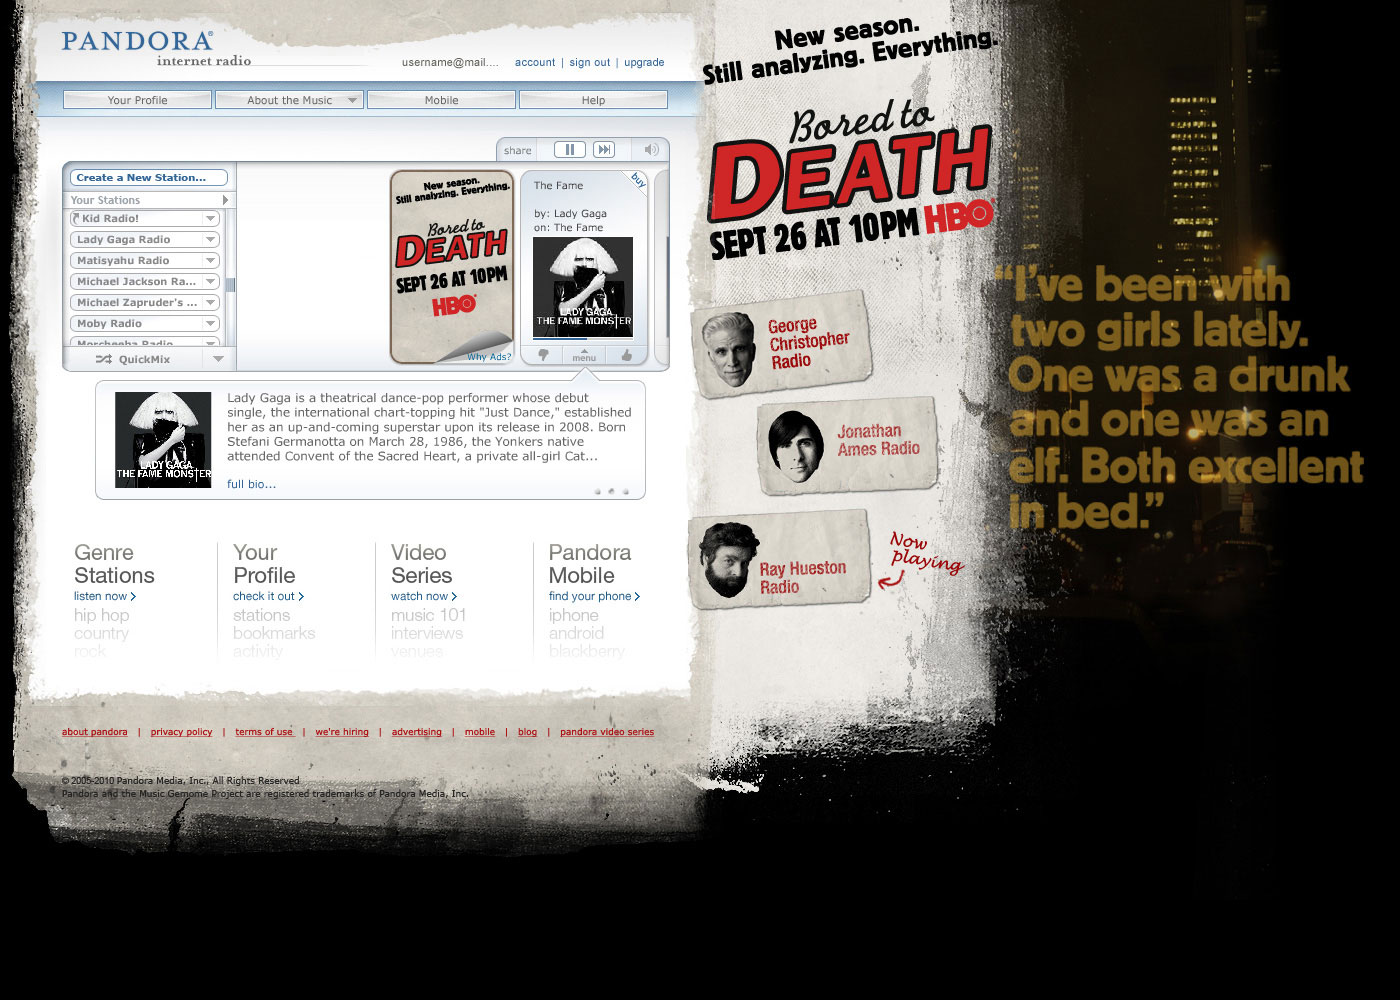 PANDORA®
internet radio
username@mail....
account | sign out | upgrade
Your Profile
About the Music
Mobile
Help
share
Create a New Station...
Your Stations
Kid Radio!
Lady Gaga Radio
Matisyahu Radio
Michael Jackson Ra...
Michael Zapruder's ...
Moby Radio
Morcheeba Radio
QuickMix
New season.
Still analyzing. Everything.
Bored to
DEATH
SEPT 26 AT 10PM
HBO®
Why Ads?
The Fame
buy
by: Lady Gaga
on: The Fame
LADY GAGA
THE FAME MONSTER
menu
LADY GAGA
THE FAME MONSTER
Lady Gaga is a theatrical dance-pop performer whose debut
single, the international chart-topping hit "Just Dance," established
her as an up-and-coming superstar upon its release in 2008. Born
Stefani Germanotta on March 28, 1986, the Yonkers native
attended Convent of the Sacred Heart, a private all-girl Cat...
full bio...
Genre
Stations
listen now
hip hop
country
rock
Your
Profile
check it out
stations
bookmarks
activity
Video
Series
watch now
music 101
interviews
venues
Pandora
Mobile
find your phone
iphone
android
blackberry
about pandora | privacy policy | terms of use | we're hiring | advertising | mobile | blog | pandora video series
© 2005-2010 Pandora Media, Inc., All Rights Reserved
Pandora and the Music Gemome Project are registered trademarks of Pandora Media, Inc.
New season.
Still analyzing. Everything.
Bored to
DEATH
SEPT 26 AT 10PM HBO®
George
Christopher
Radio
Jonathan
Ames Radio
Ray Hueston
Radio
Now
playing
“I’ve been with
two girls lately.
One was a drunk
and one was an
elf. Both excellent
in bed.”